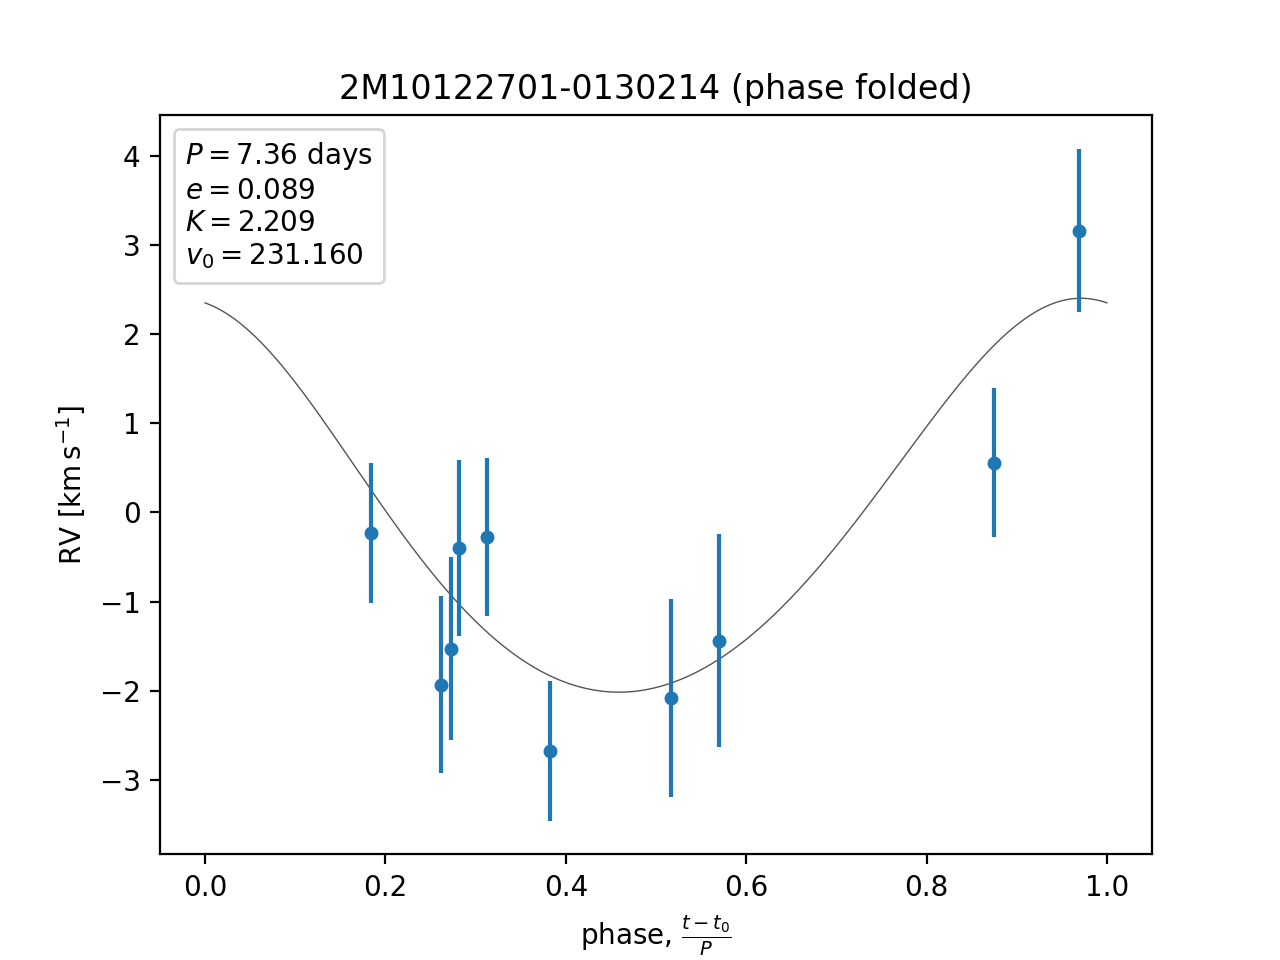 2M10122701-0130214 (phase folded)
P = 7.36 days
e = 0.089
K = 2.209
v₀ = 231.160
4
3
2
1
0
−1
−2
−3
RV [km s⁻¹]
0.0 0.2 0.4 0.6 0.8 1.0
phase, (t − t₀)/P